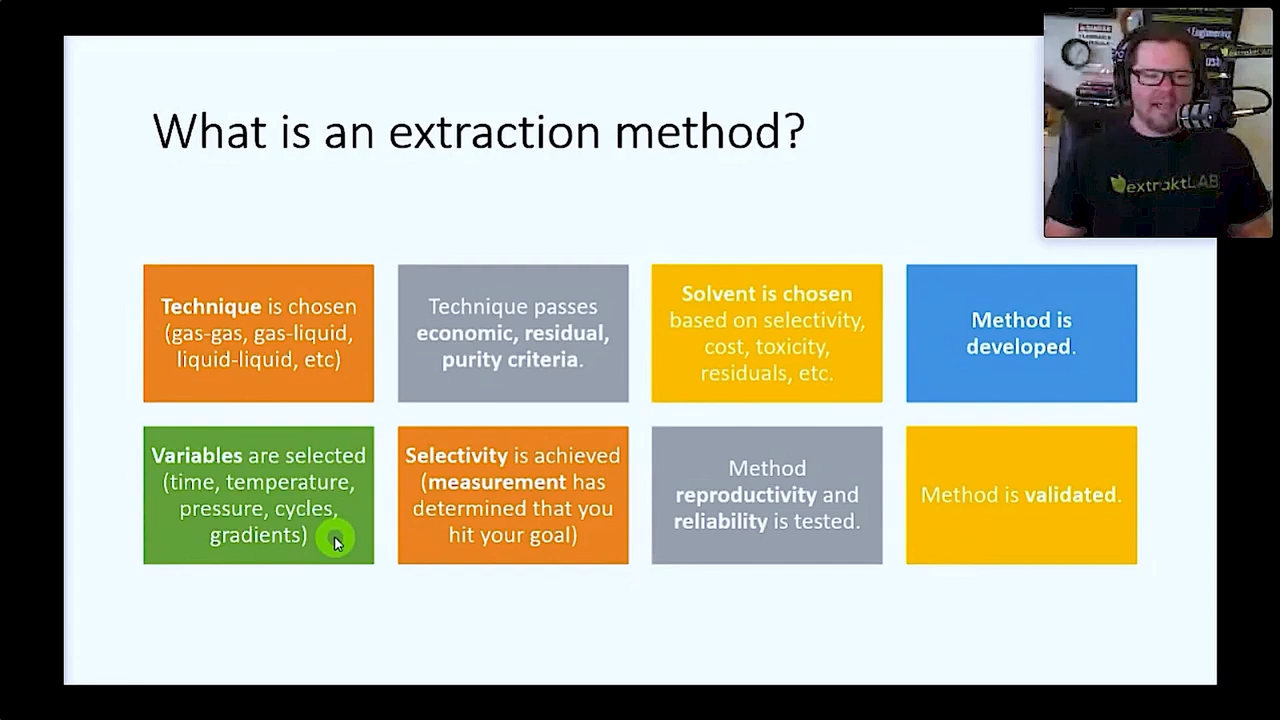 What is an extraction method?
Technique is chosen
(gas-gas, gas-liquid,
liquid-liquid, etc)
Technique passes
economic, residual,
purity criteria.
Solvent is chosen
based on selectivity,
cost, toxicity,
residuals, etc.
Method is
developed.
Variables are selected
(time, temperature,
pressure, cycles,
gradients)
Selectivity is achieved
(measurement has
determined that you
hit your goal)
Method
reproductivity and
reliability is tested.
Method is validated.
extraktLAB
Engineering